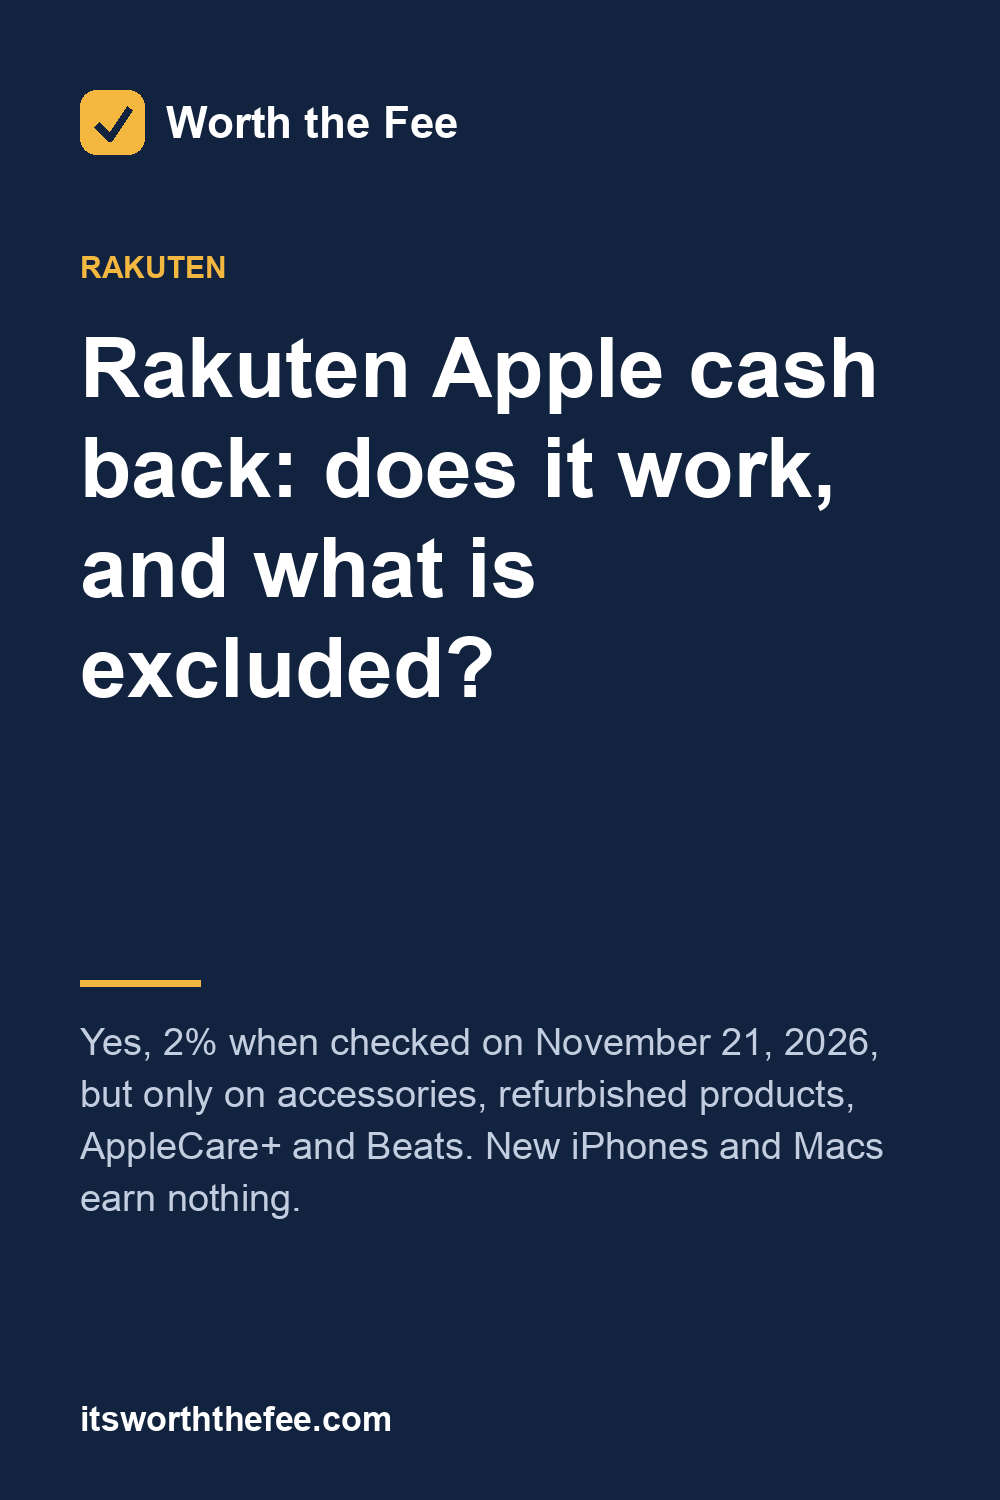 Worth the Fee
RAKUTEN
Rakuten Apple cash
back: does it work,
and what is
excluded?
Yes, 2% when checked on November 21, 2026,
but only on accessories, refurbished products,
AppleCare+ and Beats. New iPhones and Macs
earn nothing.
itsworththefee.com